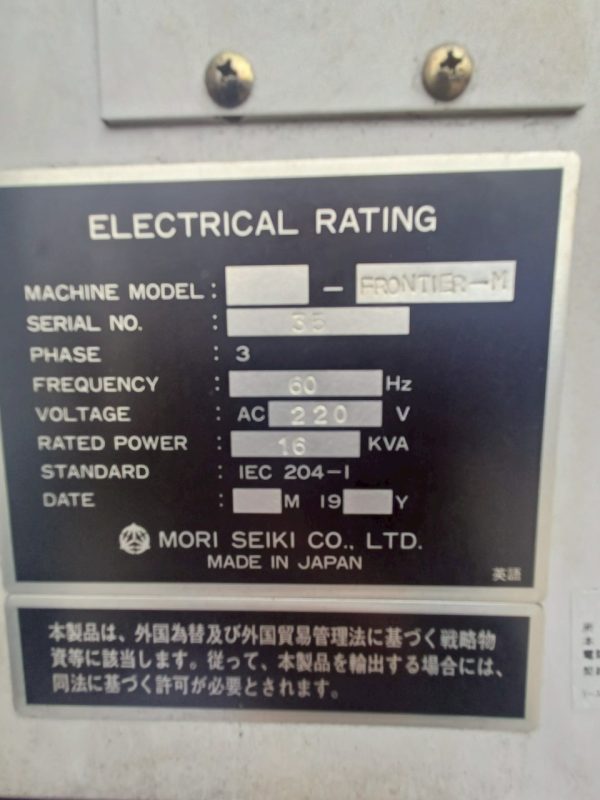 ELECTRICAL RATING
MACHINE MODEL : - FRONTIER-M
SERIAL NO. : 35
PHASE : 3
FREQUENCY : 60 Hz
VOLTAGE : AC 220 V
RATED POWER : 16 KVA
STANDARD : IEC 204-1
DATE : M 19 Y
MORI SEIKI CO., LTD.
MADE IN JAPAN
英語
本製品は、外国為替及び外国貿易管理法に基づく戦略物
資等に該当します。従って、本製品を輸出する場合には、
同法に基づく許可が必要とされます。